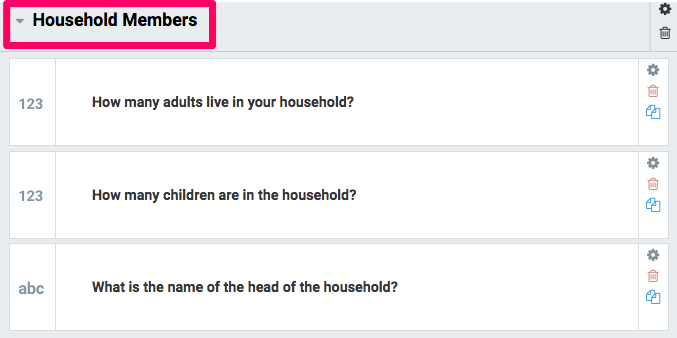 Household Members
123
How many adults live in your household?
123
How many children are in the household?
abc
What is the name of the head of the household?